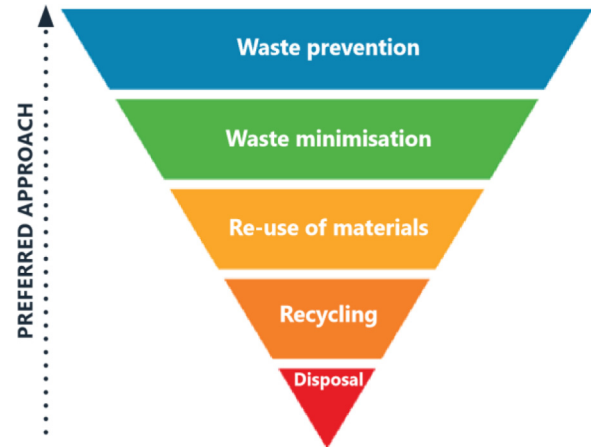 PREFERRED APPROACH
Waste prevention
Waste minimisation
Re-use of materials
Recycling
Disposal